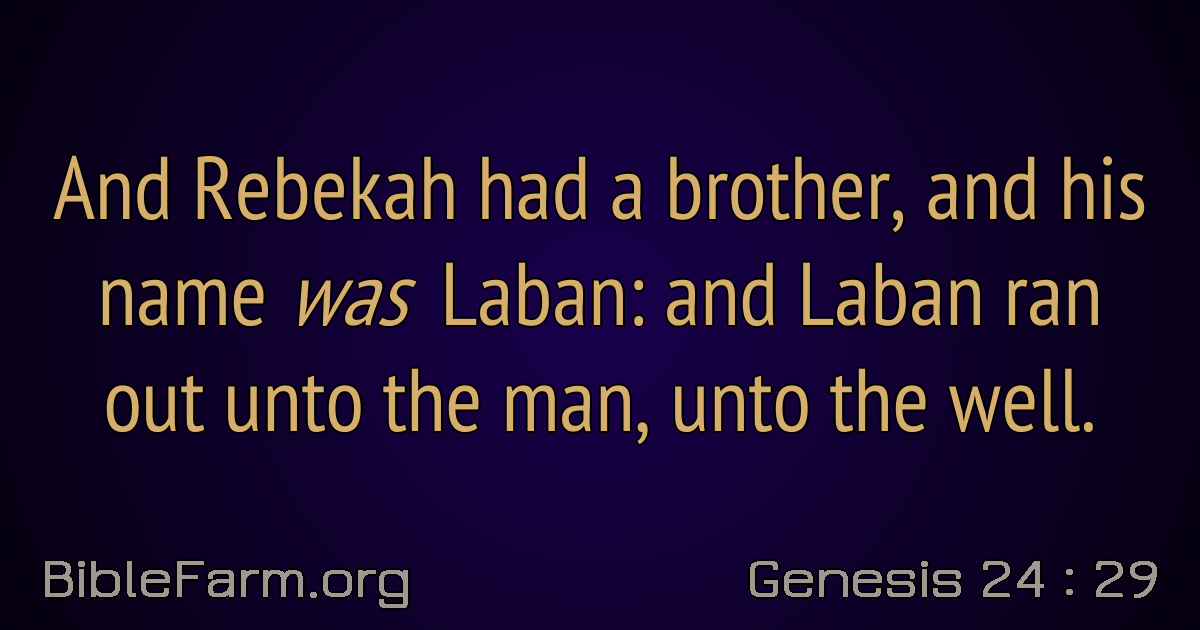 And Rebekah had a brother, and his
name was Laban: and Laban ran
out unto the man, unto the well.
BibleFarm.org
Genesis 24 : 29